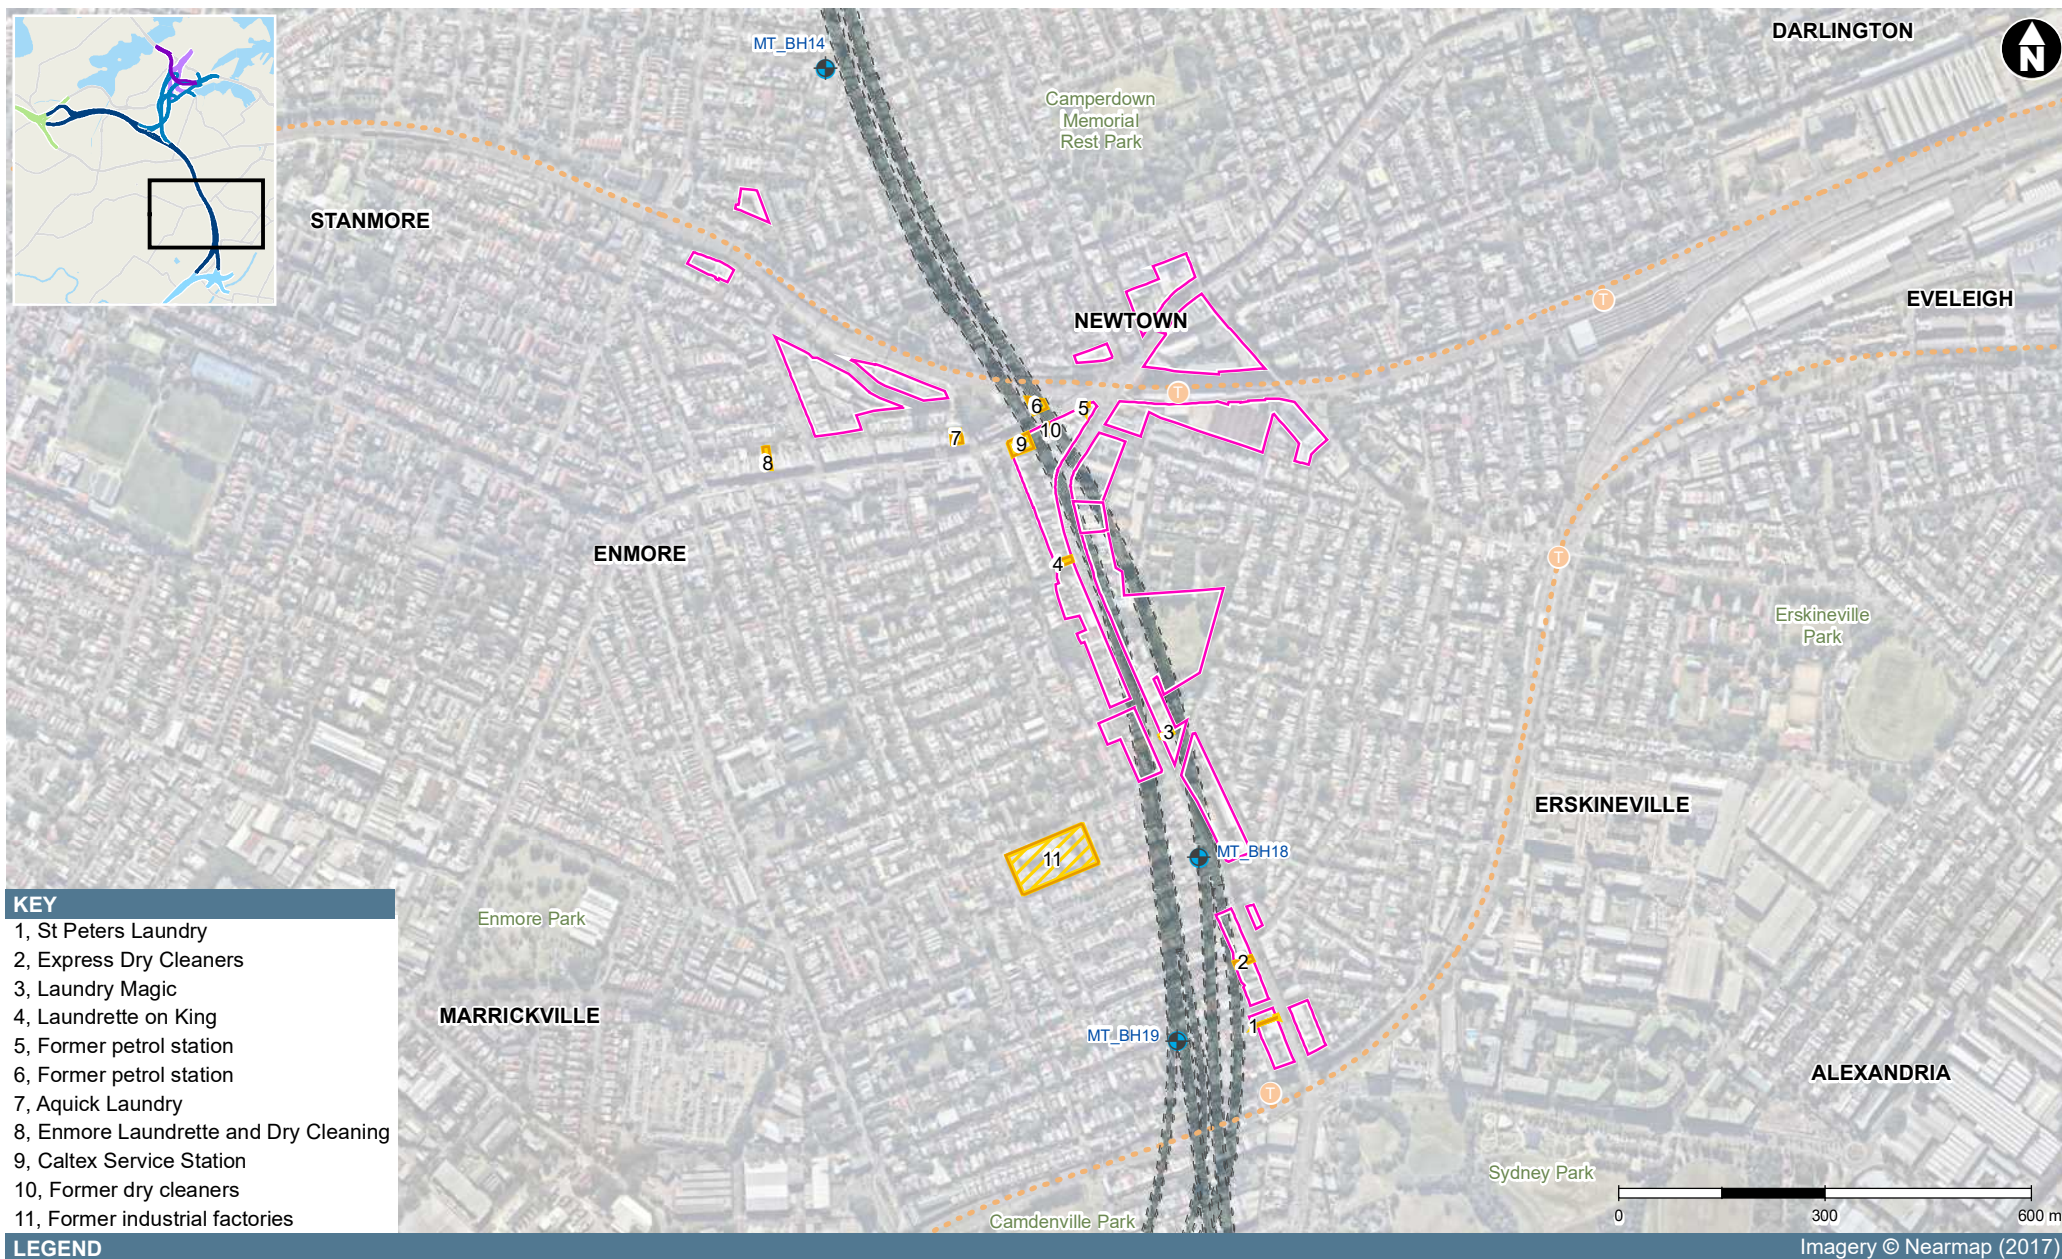 DARLINGTON
N
MT_BH14
Camperdown
Memorial
Rest Park
STANMORE
T
EVELEIGH
NEWTOWN
T
6
5
10
7
9
8
ENMORE
T
4
Erskineville
Park
3
ERSKINEVILLE
11
MT_BH18
KEY
1, St Peters Laundry
2, Express Dry Cleaners
3, Laundry Magic
4, Laundrette on King
5, Former petrol station
6, Former petrol station
7, Aquick Laundry
8, Enmore Laundrette and Dry Cleaning
9, Caltex Service Station
10, Former dry cleaners
11, Former industrial factories
Enmore Park
2
MARRICKVILLE
1
MT_BH19
ALEXANDRIA
T
Sydney Park
Camdenville Park
0 300 600 m
LEGEND
Imagery © Nearmap (2017)